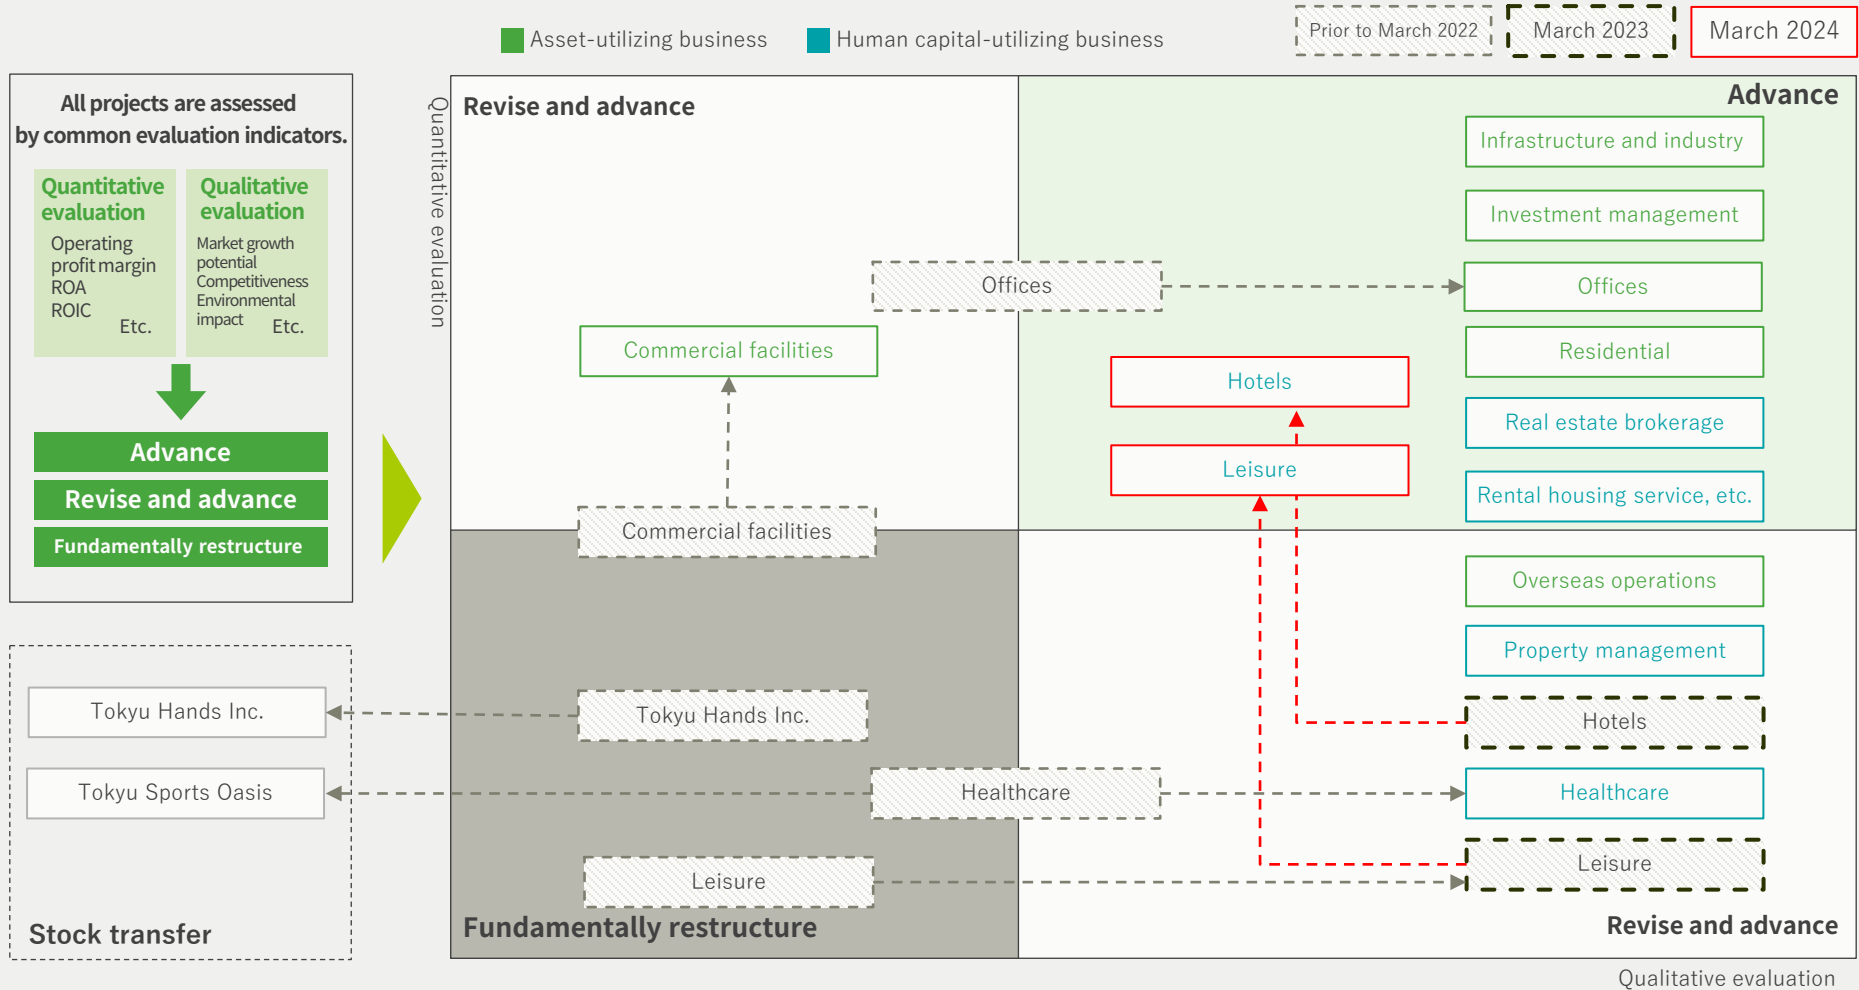 Asset-utilizing business
Human capital-utilizing business
Prior to March 2022
March 2023
March 2024
All projects are assessed
by common evaluation indicators.
Quantitative
evaluation
Operating
profit margin
ROA
ROIC
Etc.
Qualitative
evaluation
Market growth
potential
Competitiveness
Environmental
impact
Etc.
Advance
Revise and advance
Fundamentally restructure
Tokyu Hands Inc.
Tokyu Sports Oasis
Stock transfer
Quantitative evaluation
Revise and advance
Commercial facilities
Commercial facilities
Offices
Advance
Infrastructure and industry
Investment management
Offices
Residential
Real estate brokerage
Rental housing service, etc.
Hotels
Leisure
Tokyu Hands Inc.
Healthcare
Leisure
Fundamentally restructure
Overseas operations
Property management
Hotels
Healthcare
Leisure
Revise and advance
Qualitative evaluation